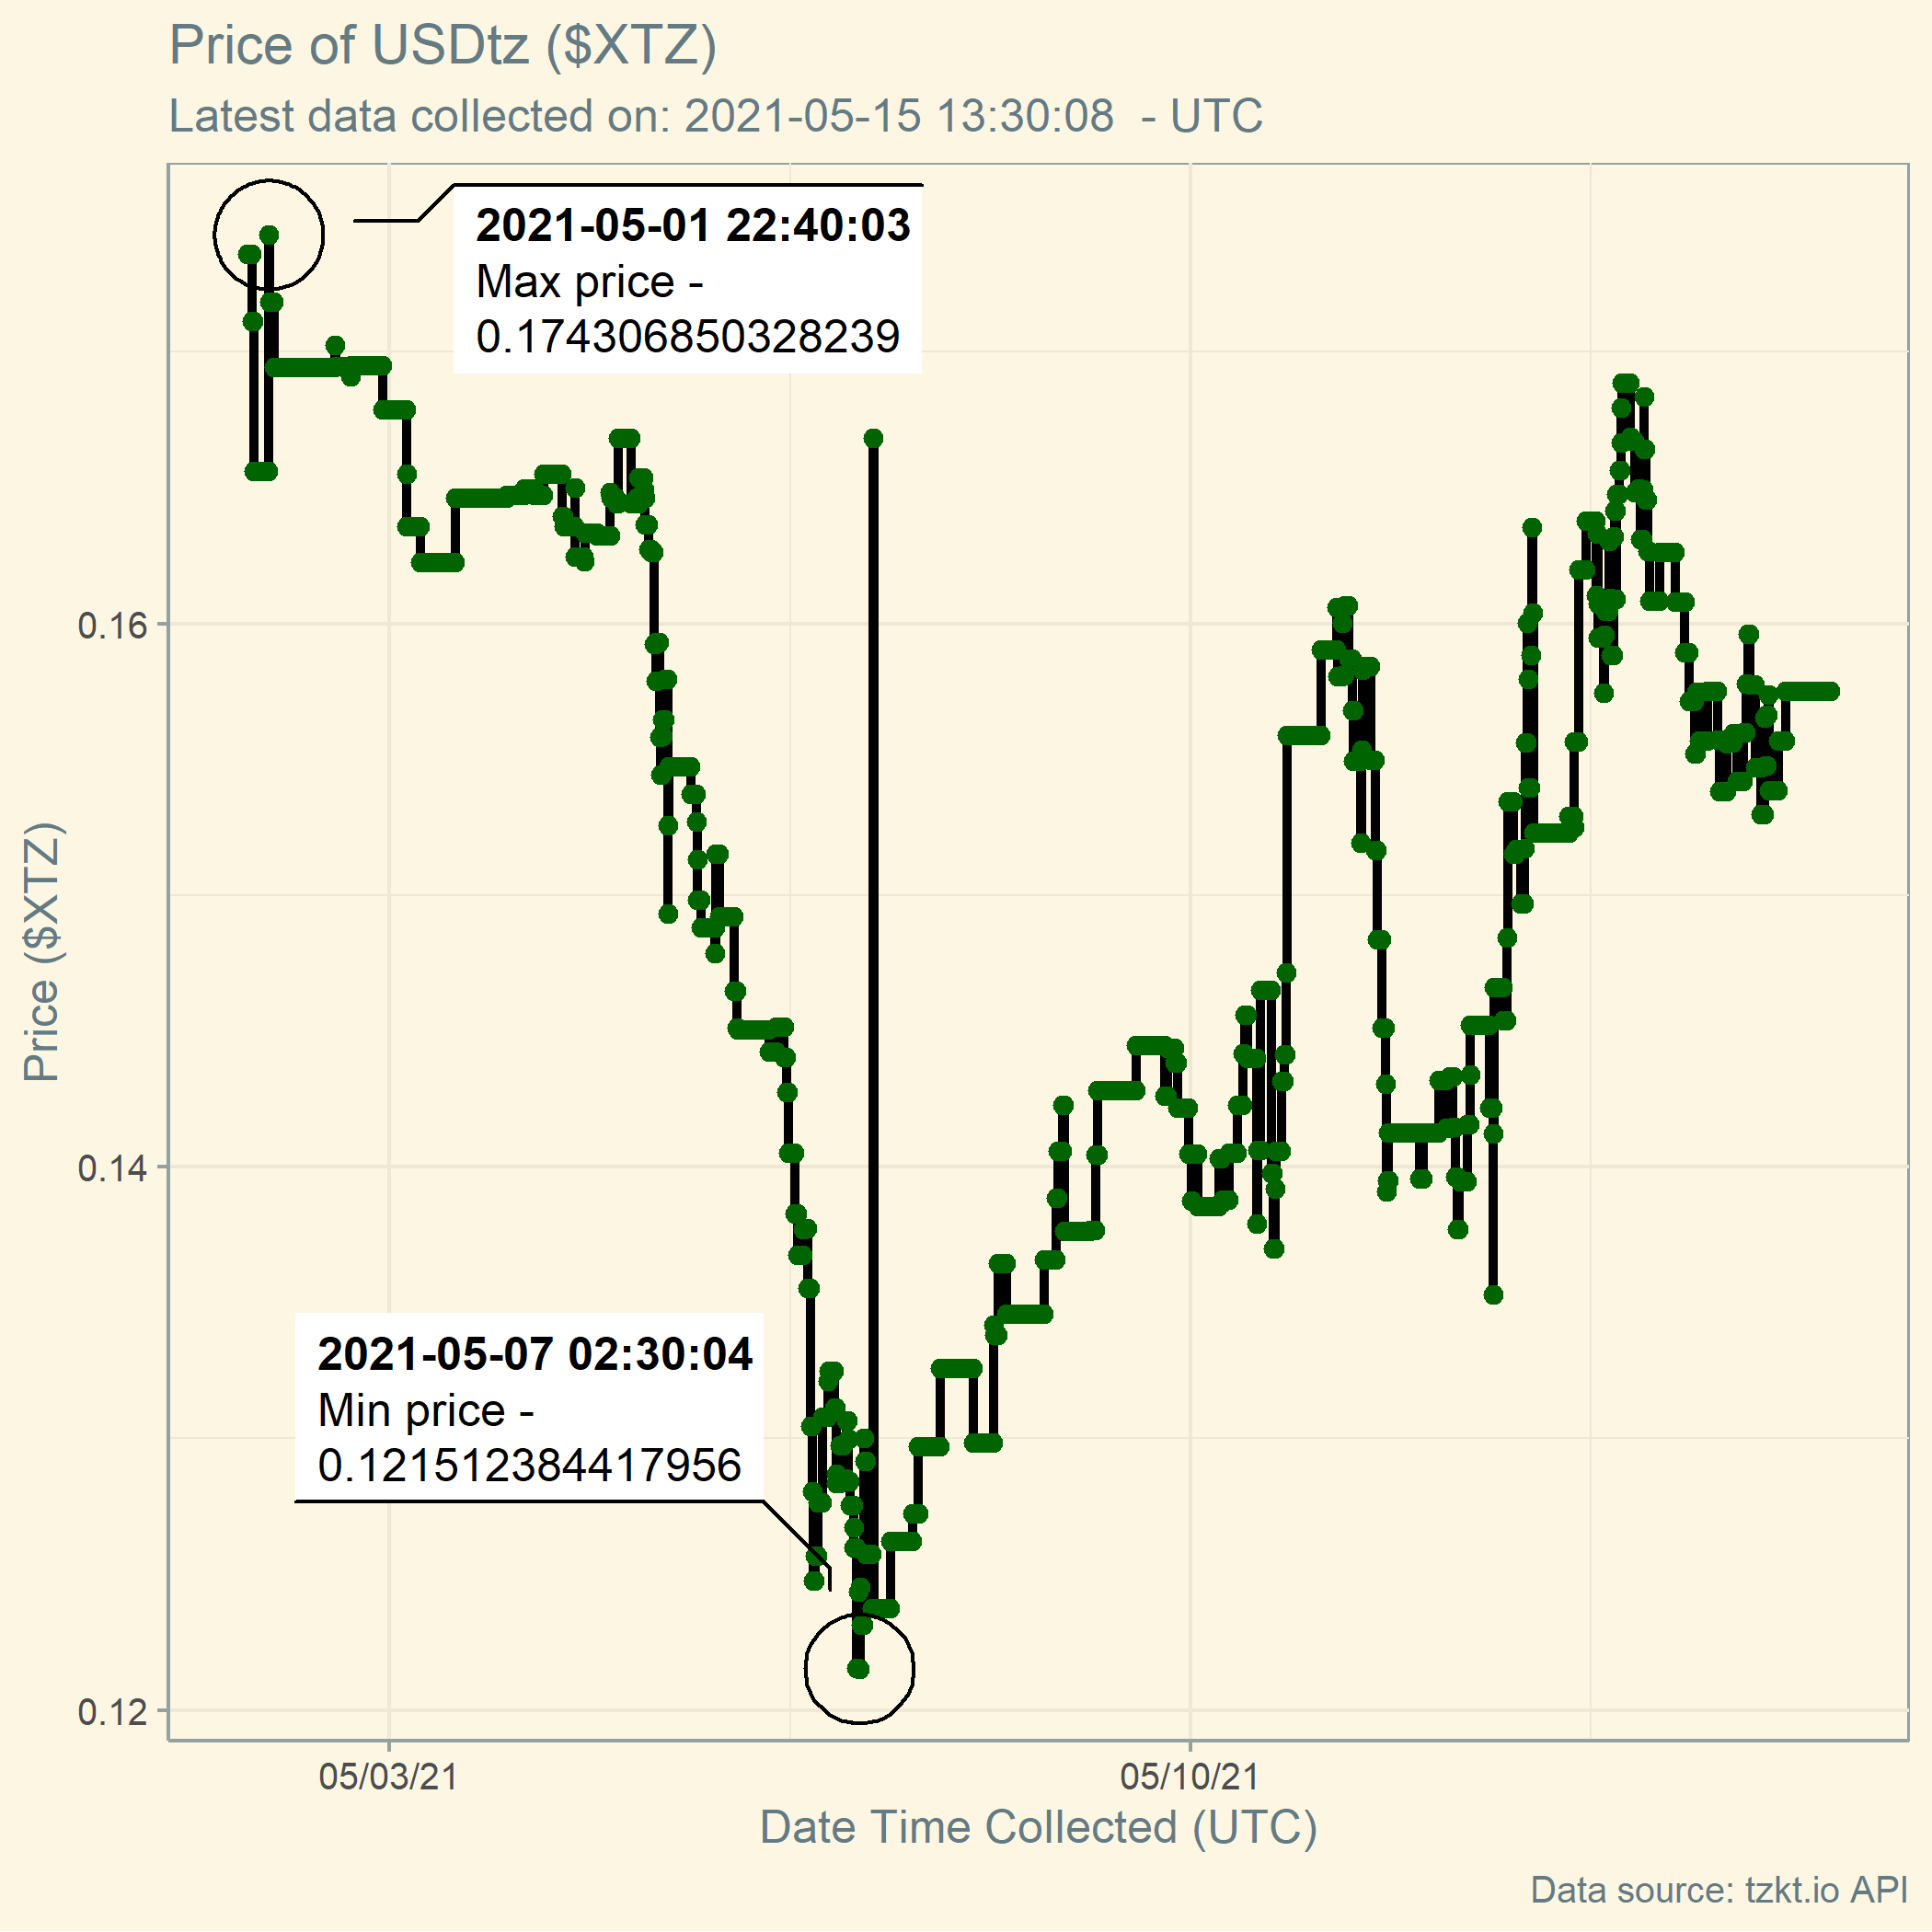 Price of USDtz ($XTZ)
Latest data collected on: 2021-05-15 13:30:08  - UTC
2021-05-01 22:40:03
Max price -
0.174306850328239
0.16
0.14
0.12
Price ($XTZ)
2021-05-07 02:30:04
Min price -
0.121512384417956
05/03/21
05/10/21
Date Time Collected (UTC)
Data source: tzkt.io API